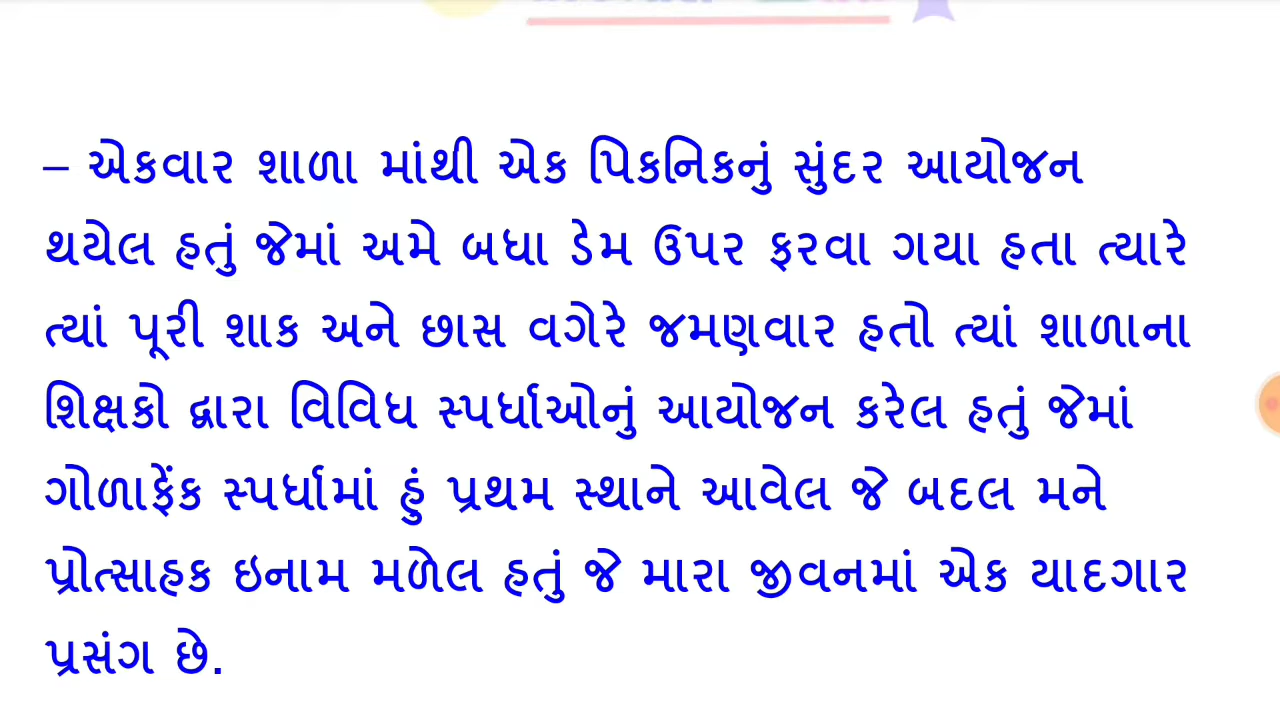 – એકવાર શાળા માંથી એક પિકનિકનું સુંદર આયોજન
થયેલ હતું જેમાં અમે બધા ડેમ ઉપર ફરવા ગયા હતા ત્યારે
ત્યાં પૂરી શાક અને છાસ વગેરે જમણવાર હતો ત્યાં શાળાના
શિક્ષકો દ્વારા વિવિધ સ્પર્ધાઓનું આયોજન કરેલ હતું જેમાં
ગોળાફેંક સ્પર્ધામાં હું પ્રથમ સ્થાને આવેલ જે બદલ મને
પ્રોત્સાહક ઇનામ મળેલ હતું જે મારા જીવનમાં એક યાદગાર
પ્રસંગ છે.